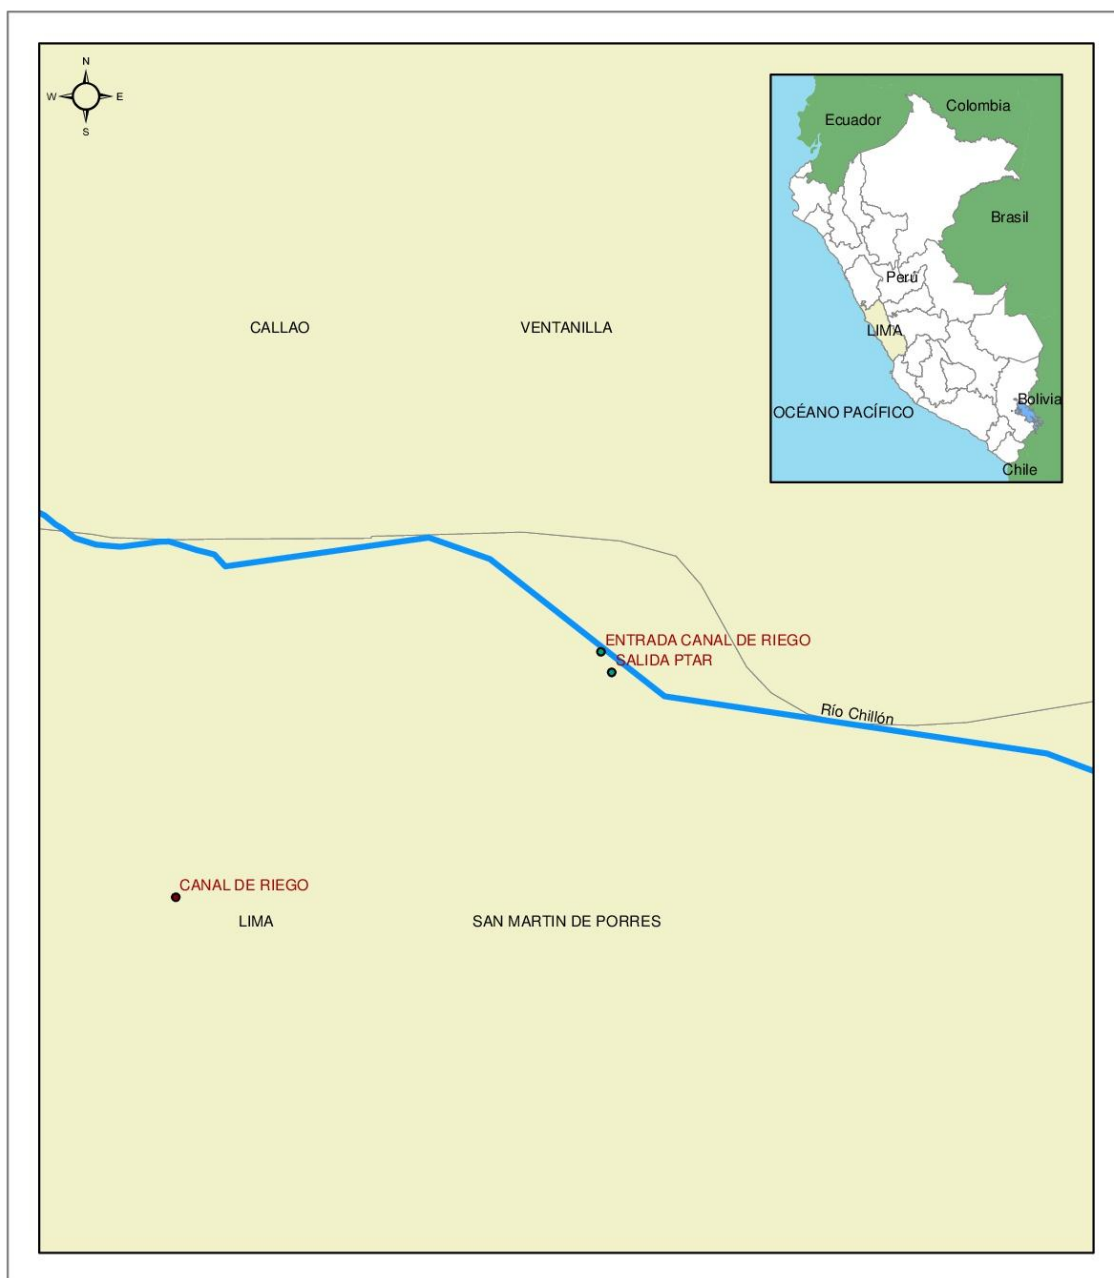 N
W E
S
Ecuador
Colombia
Brasil
Perú
LIMA
OCÉANO PACÍFICO
Bolivia
Chile
CALLAO
VENTANILLA
ENTRADA CANAL DE RIEGO
SALIDA PTAR
Río Chillón
CANAL DE RIEGO
LIMA
SAN MARTIN DE PORRES